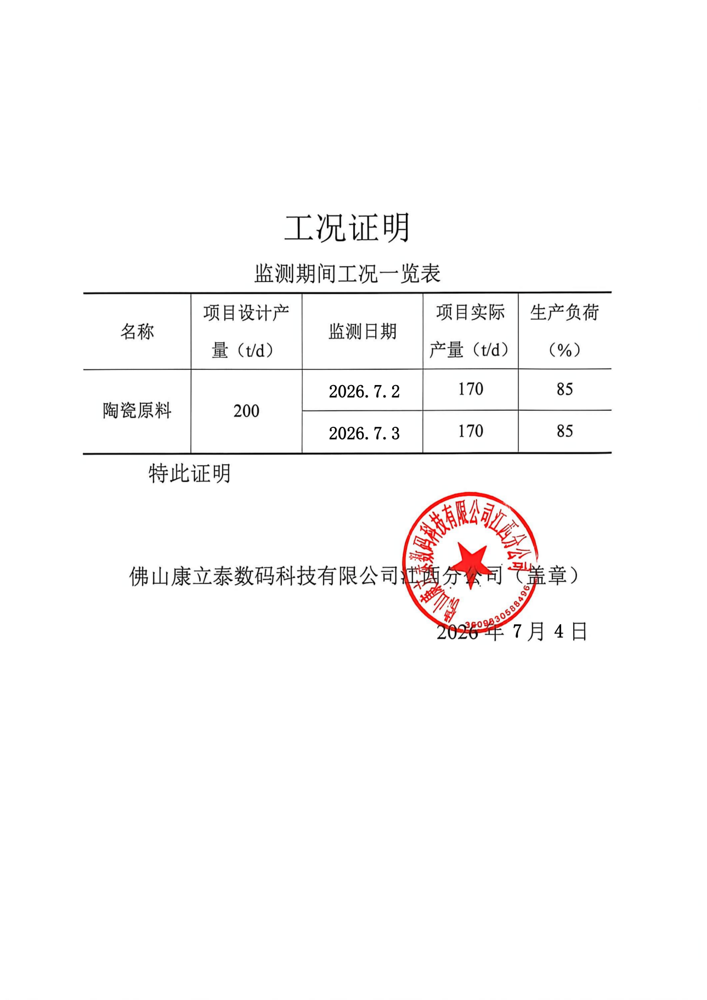 工况证明
监测期间工况一览表
名称 项目设计产量（t/d） 监测日期 项目实际产量（t/d） 生产负荷（%）
陶瓷原料 200 2026.7.2 170 85
2026.7.3 170 85
特此证明
佛山康立泰数码科技有限公司江西分公司
佛山康立泰数码科技有限公司江西分公司（盖章）
3609830588496
2026 年 7 月 4 日